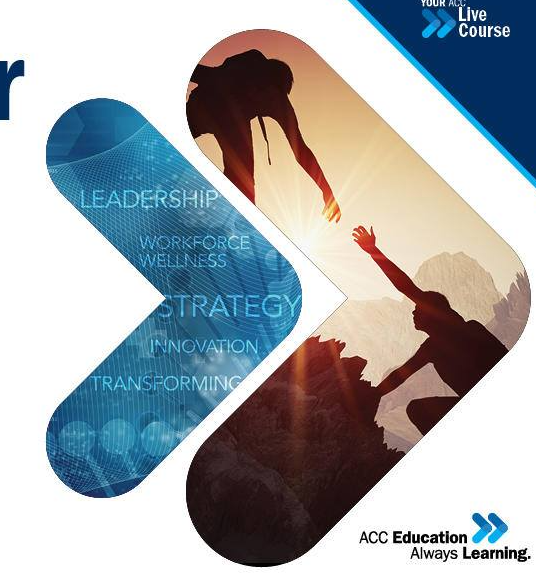 YOUR ACC
Live
Course
r
LEADERSHIP
WORKFORCE
WELLNESS
STRATEGY
INNOVATION
TRANSFORMING
ACC Education
Always Learning.